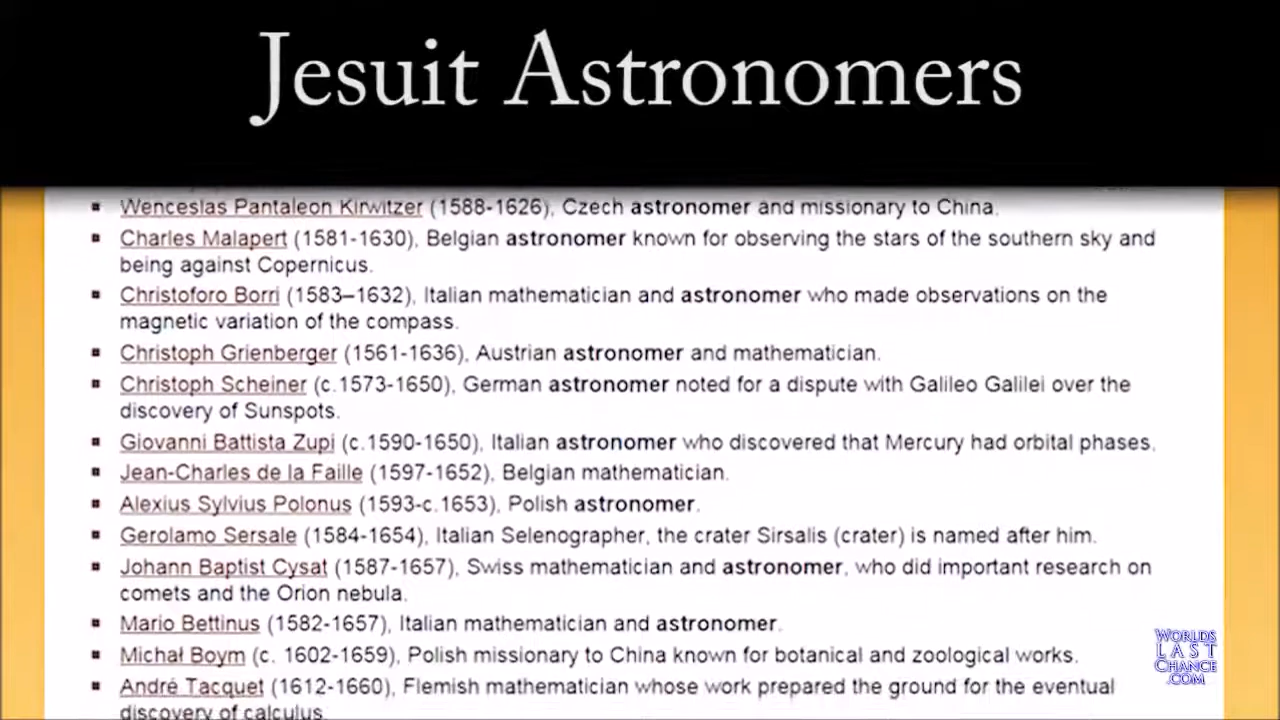 Jesuit Astronomers
▪ Wenceslas Pantaleon Kirwitzer (1588-1626), Czech astronomer and missionary to China.
▪ Charles Malapert (1581-1630), Belgian astronomer known for observing the stars of the southern sky and
being against Copernicus.
▪ Christoforo Borri (1583–1632), Italian mathematician and astronomer who made observations on the
magnetic variation of the compass.
▪ Christoph Grienberger (1561-1636), Austrian astronomer and mathematician.
▪ Christoph Scheiner (c.1573-1650), German astronomer noted for a dispute with Galileo Galilei over the
discovery of Sunspots.
▪ Giovanni Battista Zupi (c.1590-1650), Italian astronomer who discovered that Mercury had orbital phases.
▪ Jean-Charles de la Faille (1597-1652), Belgian mathematician.
▪ Alexius Sylvius Polonus (1593-c.1653), Polish astronomer.
▪ Gerolamo Sersale (1584-1654), Italian Selenographer, the crater Sirsalis (crater) is named after him.
▪ Johann Baptist Cysat (1587-1657), Swiss mathematician and astronomer, who did important research on
comets and the Orion nebula.
▪ Mario Bettinus (1582-1657), Italian mathematician and astronomer.
▪ Michał Boym (c. 1602-1659), Polish missionary to China known for botanical and zoological works.
▪ André Tacquet (1612-1660), Flemish mathematician whose work prepared the ground for the eventual
discovery of calculus.
WORLDS
LAST
CHANCE
.COM